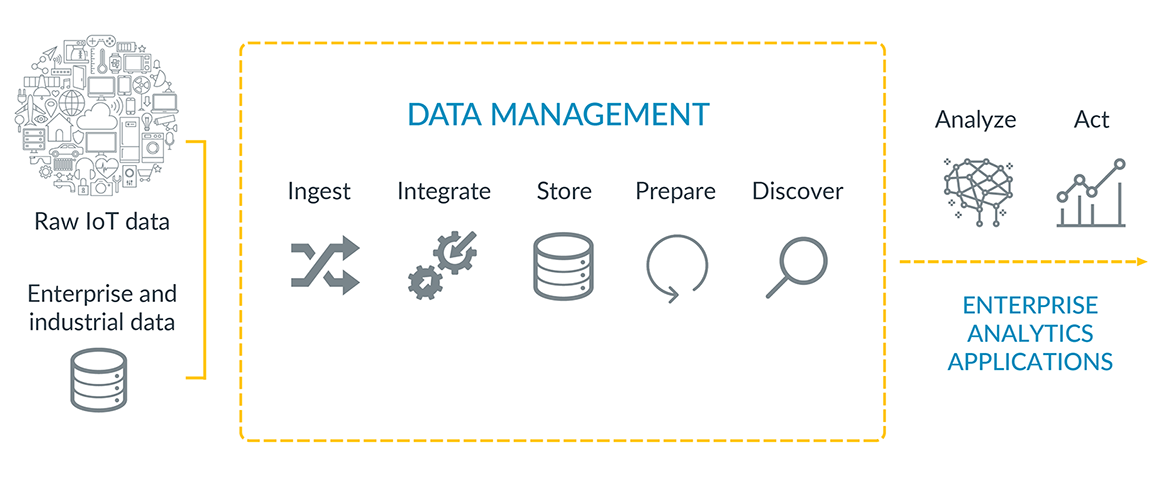 Raw IoT data
Enterprise and
industrial data
DATA MANAGEMENT
Ingest
Integrate
Store
Prepare
Discover
Analyze
Act
ENTERPRISE
ANALYTICS
APPLICATIONS